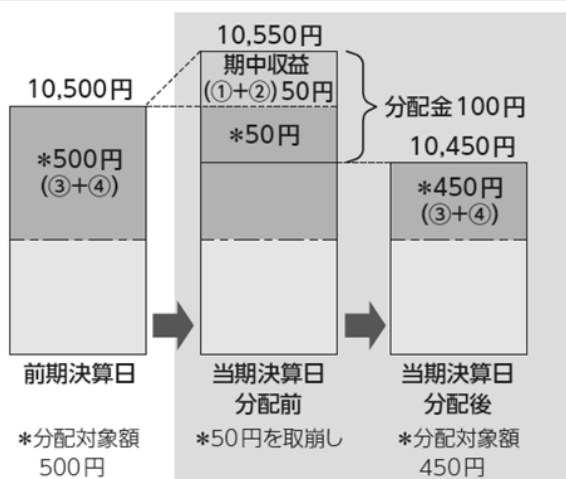 10,500円
*500円
(③+④)
前期決算日
*分配対象額
500円
10,550円
期中収益
(①+②)50円
*50円
分配金100円
当期決算日
分配前
*50円を取崩し
10,450円
*450円
(③+④)
当期決算日
分配後
*分配対象額
450円